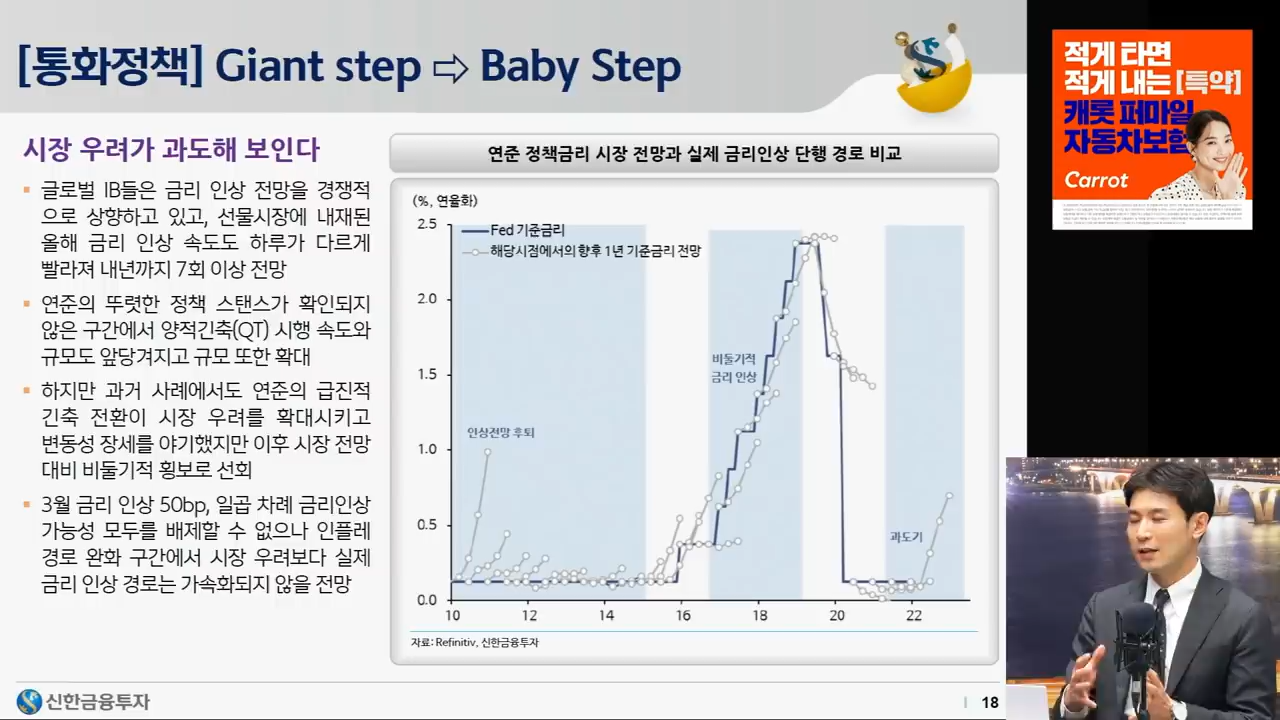 [통화정책] Giant step ⇨ Baby Step
시장 우려가 과도해 보인다
글로벌 IB들은 금리 인상 전망을 경쟁적
으로 상향하고 있고, 선물시장에 내재된
올해 금리 인상 속도도 하루가 다르게
빨라져 내년까지 7회 이상 전망
연준의 뚜렷한 정책 스탠스가 확인되지
않은 구간에서 양적긴축(QT) 시행 속도와
규모도 앞당겨지고 규모 또한 확대
하지만 과거 사례에서도 연준의 급진적
긴축 전환이 시장 우려를 확대시키고
변동성 장세를 야기했지만 이후 시장 전망
대비 비둘기적 횡보로 선회
3월 금리 인상 50bp, 일곱 차례 금리인상
가능성 모두를 배제할 수 없으나 인플레
경로 완화 구간에서 시장 우려보다 실제
금리 인상 경로는 가속화되지 않을 전망
연준 정책금리 시장 전망과 실제 금리인상 단행 경로 비교
(%, 연율화)
2.5
2.0
1.5
1.0
0.5
0.0
Fed 기준금리
해당시점에서의 향후 1년 기준금리 전망
인상전망 후퇴
비둘기적
금리 인상
과도기
10 12 14 16 18 20 22
자료: Refinitiv, 신한금융투자
신한금융투자
18
적게 타면
적게 내는 [특약]
캐롯 퍼마일
자동차보험
Carrot